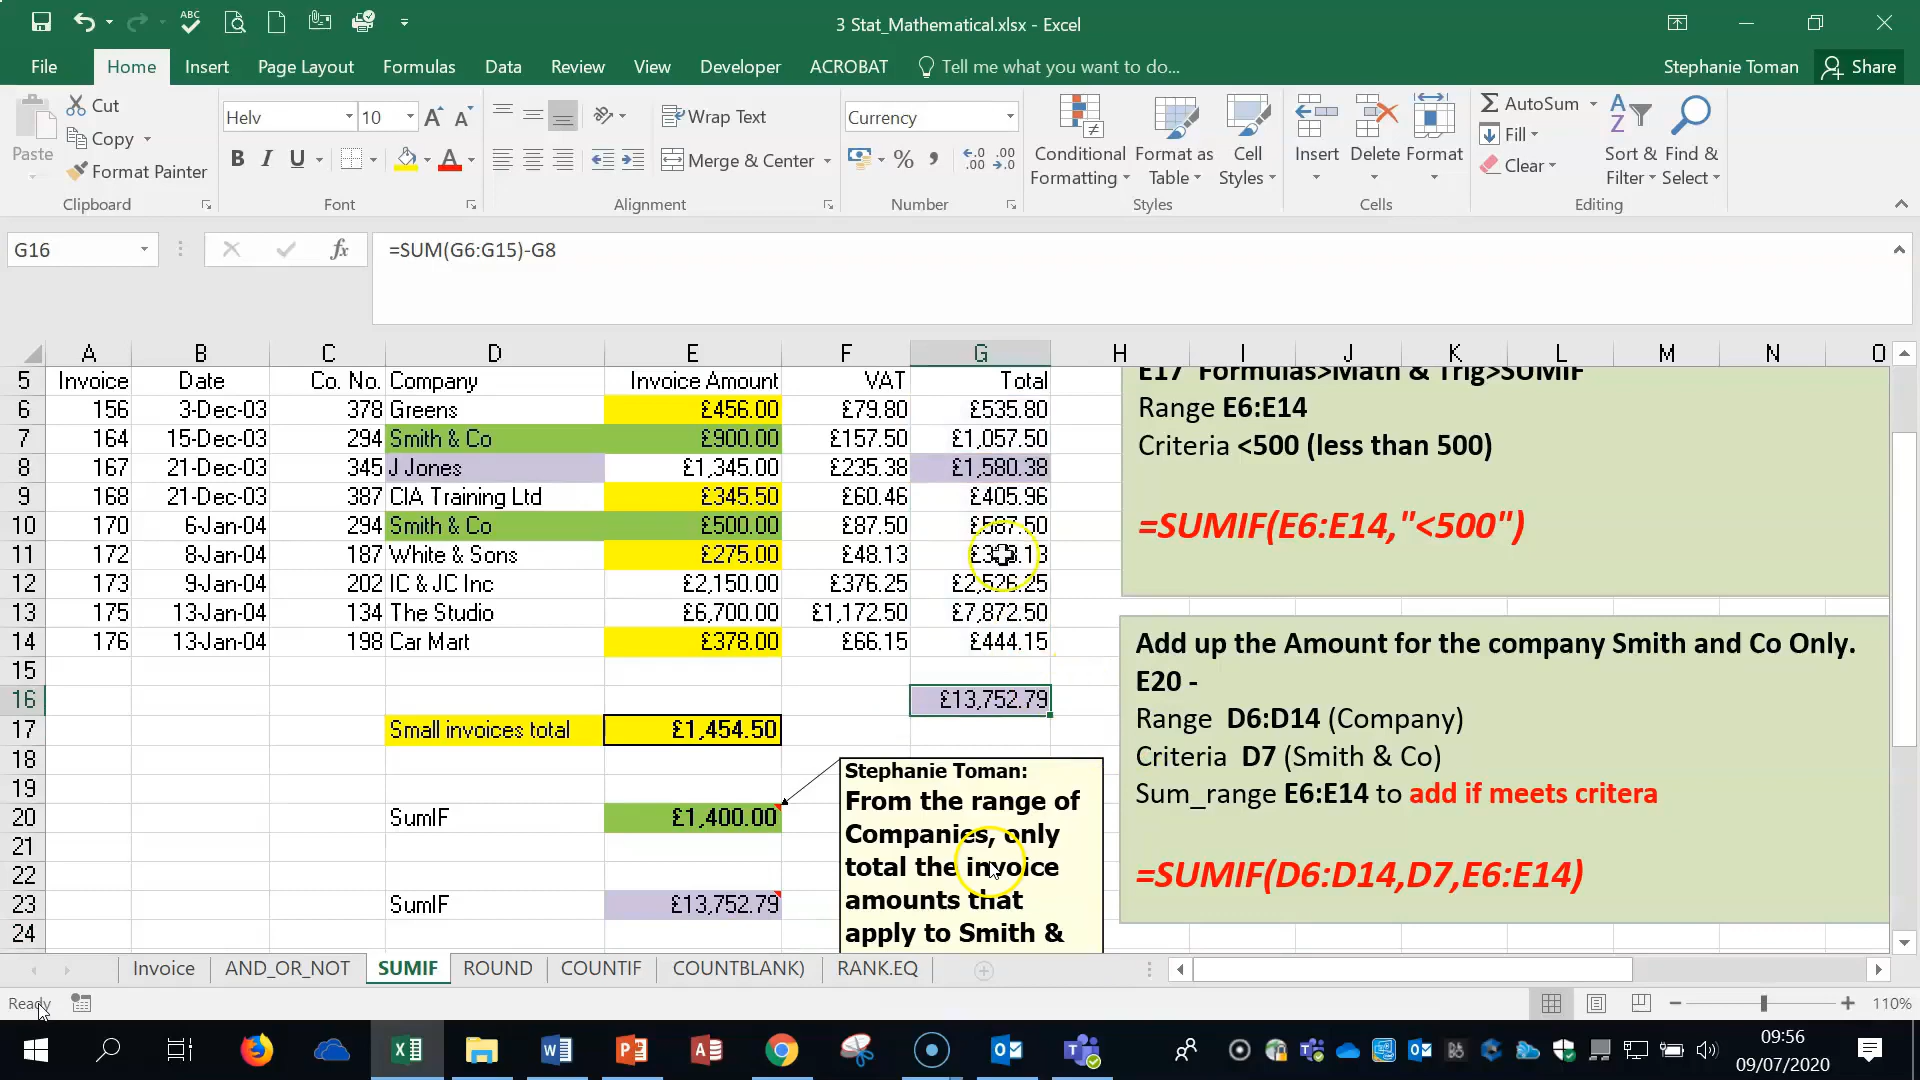 3 Stat_Mathematical.xlsx - Excel
File Home Insert Page Layout Formulas Data Review View Developer ACROBAT Tell me what you want to do... Stephanie Toman Share
Paste
Cut
Copy
Format Painter
Clipboard
Helv 10
B I U
Font
Wrap Text
Merge & Center
Alignment
Currency
Number
Conditional Formatting
Format as Table
Cell Styles
Styles
Insert Delete Format
Cells
AutoSum
Fill
Clear
Sort & Filter
Find & Select
Editing
G16 fx =SUM(G6:G15)-G8
A B C D E F G H I J K L M N O
5 Invoice Date Co. No. Company Invoice Amount VAT Total
6 156 3-Dec-03 378 Greens £456.00 £79.80 £535.80
7 164 15-Dec-03 294 Smith & Co £900.00 £157.50 £1,057.50
8 167 21-Dec-03 345 J Jones £1,345.00 £235.38 £1,580.38
9 168 21-Dec-03 387 CIA Training Ltd £345.50 £60.46 £405.96
10 170 6-Jan-04 294 Smith & Co £500.00 £87.50 £587.50
11 172 8-Jan-04 187 White & Sons £275.00 £48.13
12 173 9-Jan-04 202 IC & JC Inc £2,150.00 £376.25 £2,526.25
13 175 13-Jan-04 134 The Studio £6,700.00 £1,172.50 £7,872.50
14 176 13-Jan-04 198 Car Mart £378.00 £66.15 £444.15
15
16 £13,752.79
17 Small invoices total £1,454.50
18
19
20 SumIF £1,400.00
21
22
23 SumIF £13,752.79
24
Stephanie Toman:
From the range of
Companies, only
total the invoice
amounts that
apply to Smith &
E17 Formulas>Math & Trig>SUMIF
Range E6:E14
Criteria <500 (less than 500)
=SUMIF(E6:E14,"<500")
Add up the Amount for the company Smith and Co Only.
E20 -
Range D6:D14 (Company)
Criteria D7 (Smith & Co)
Sum_range E6:E14 to add if meets critera
=SUMIF(D6:D14,D7,E6:E14)
Invoice AND_OR_NOT SUMIF ROUND COUNTIF COUNTBLANK) RANK.EQ
Ready 110%
09:56
09/07/2020